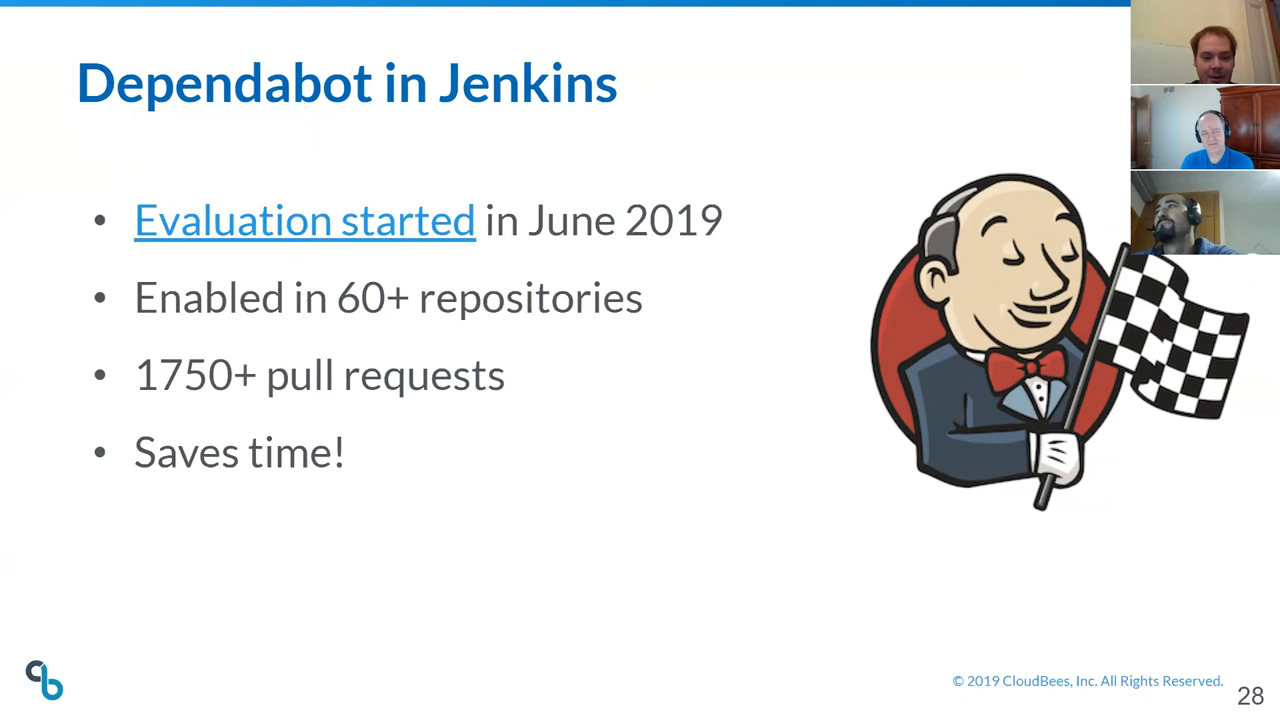 Dependabot in Jenkins
• Evaluation started in June 2019
• Enabled in 60+ repositories
• 1750+ pull requests
• Saves time!
© 2019 CloudBees, Inc. All Rights Reserved.
28